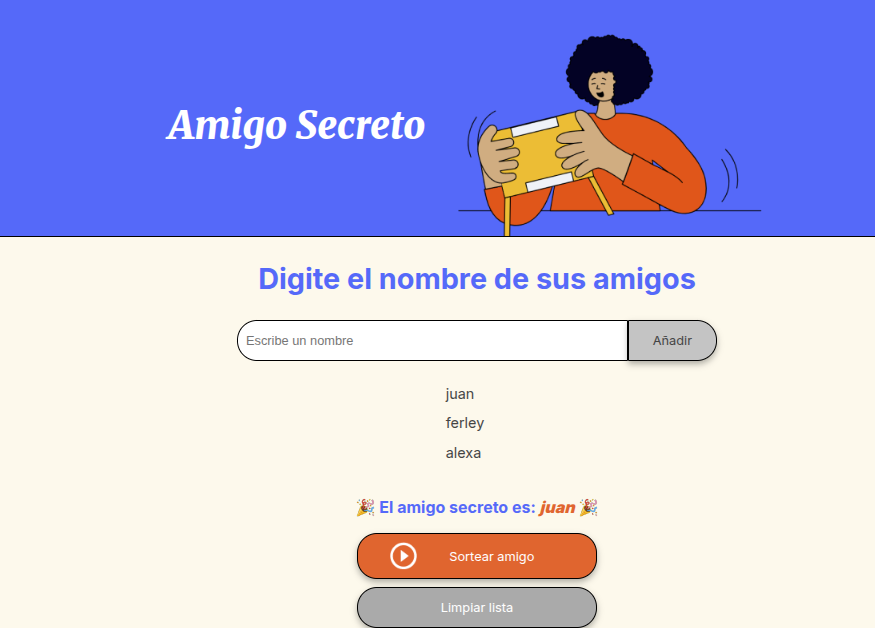 Amigo Secreto
Digite el nombre de sus amigos
Escribe un nombre
Añadir
juan
ferley
alexa
🎉 El amigo secreto es: juan 🎉
Sortear amigo
Limpiar lista